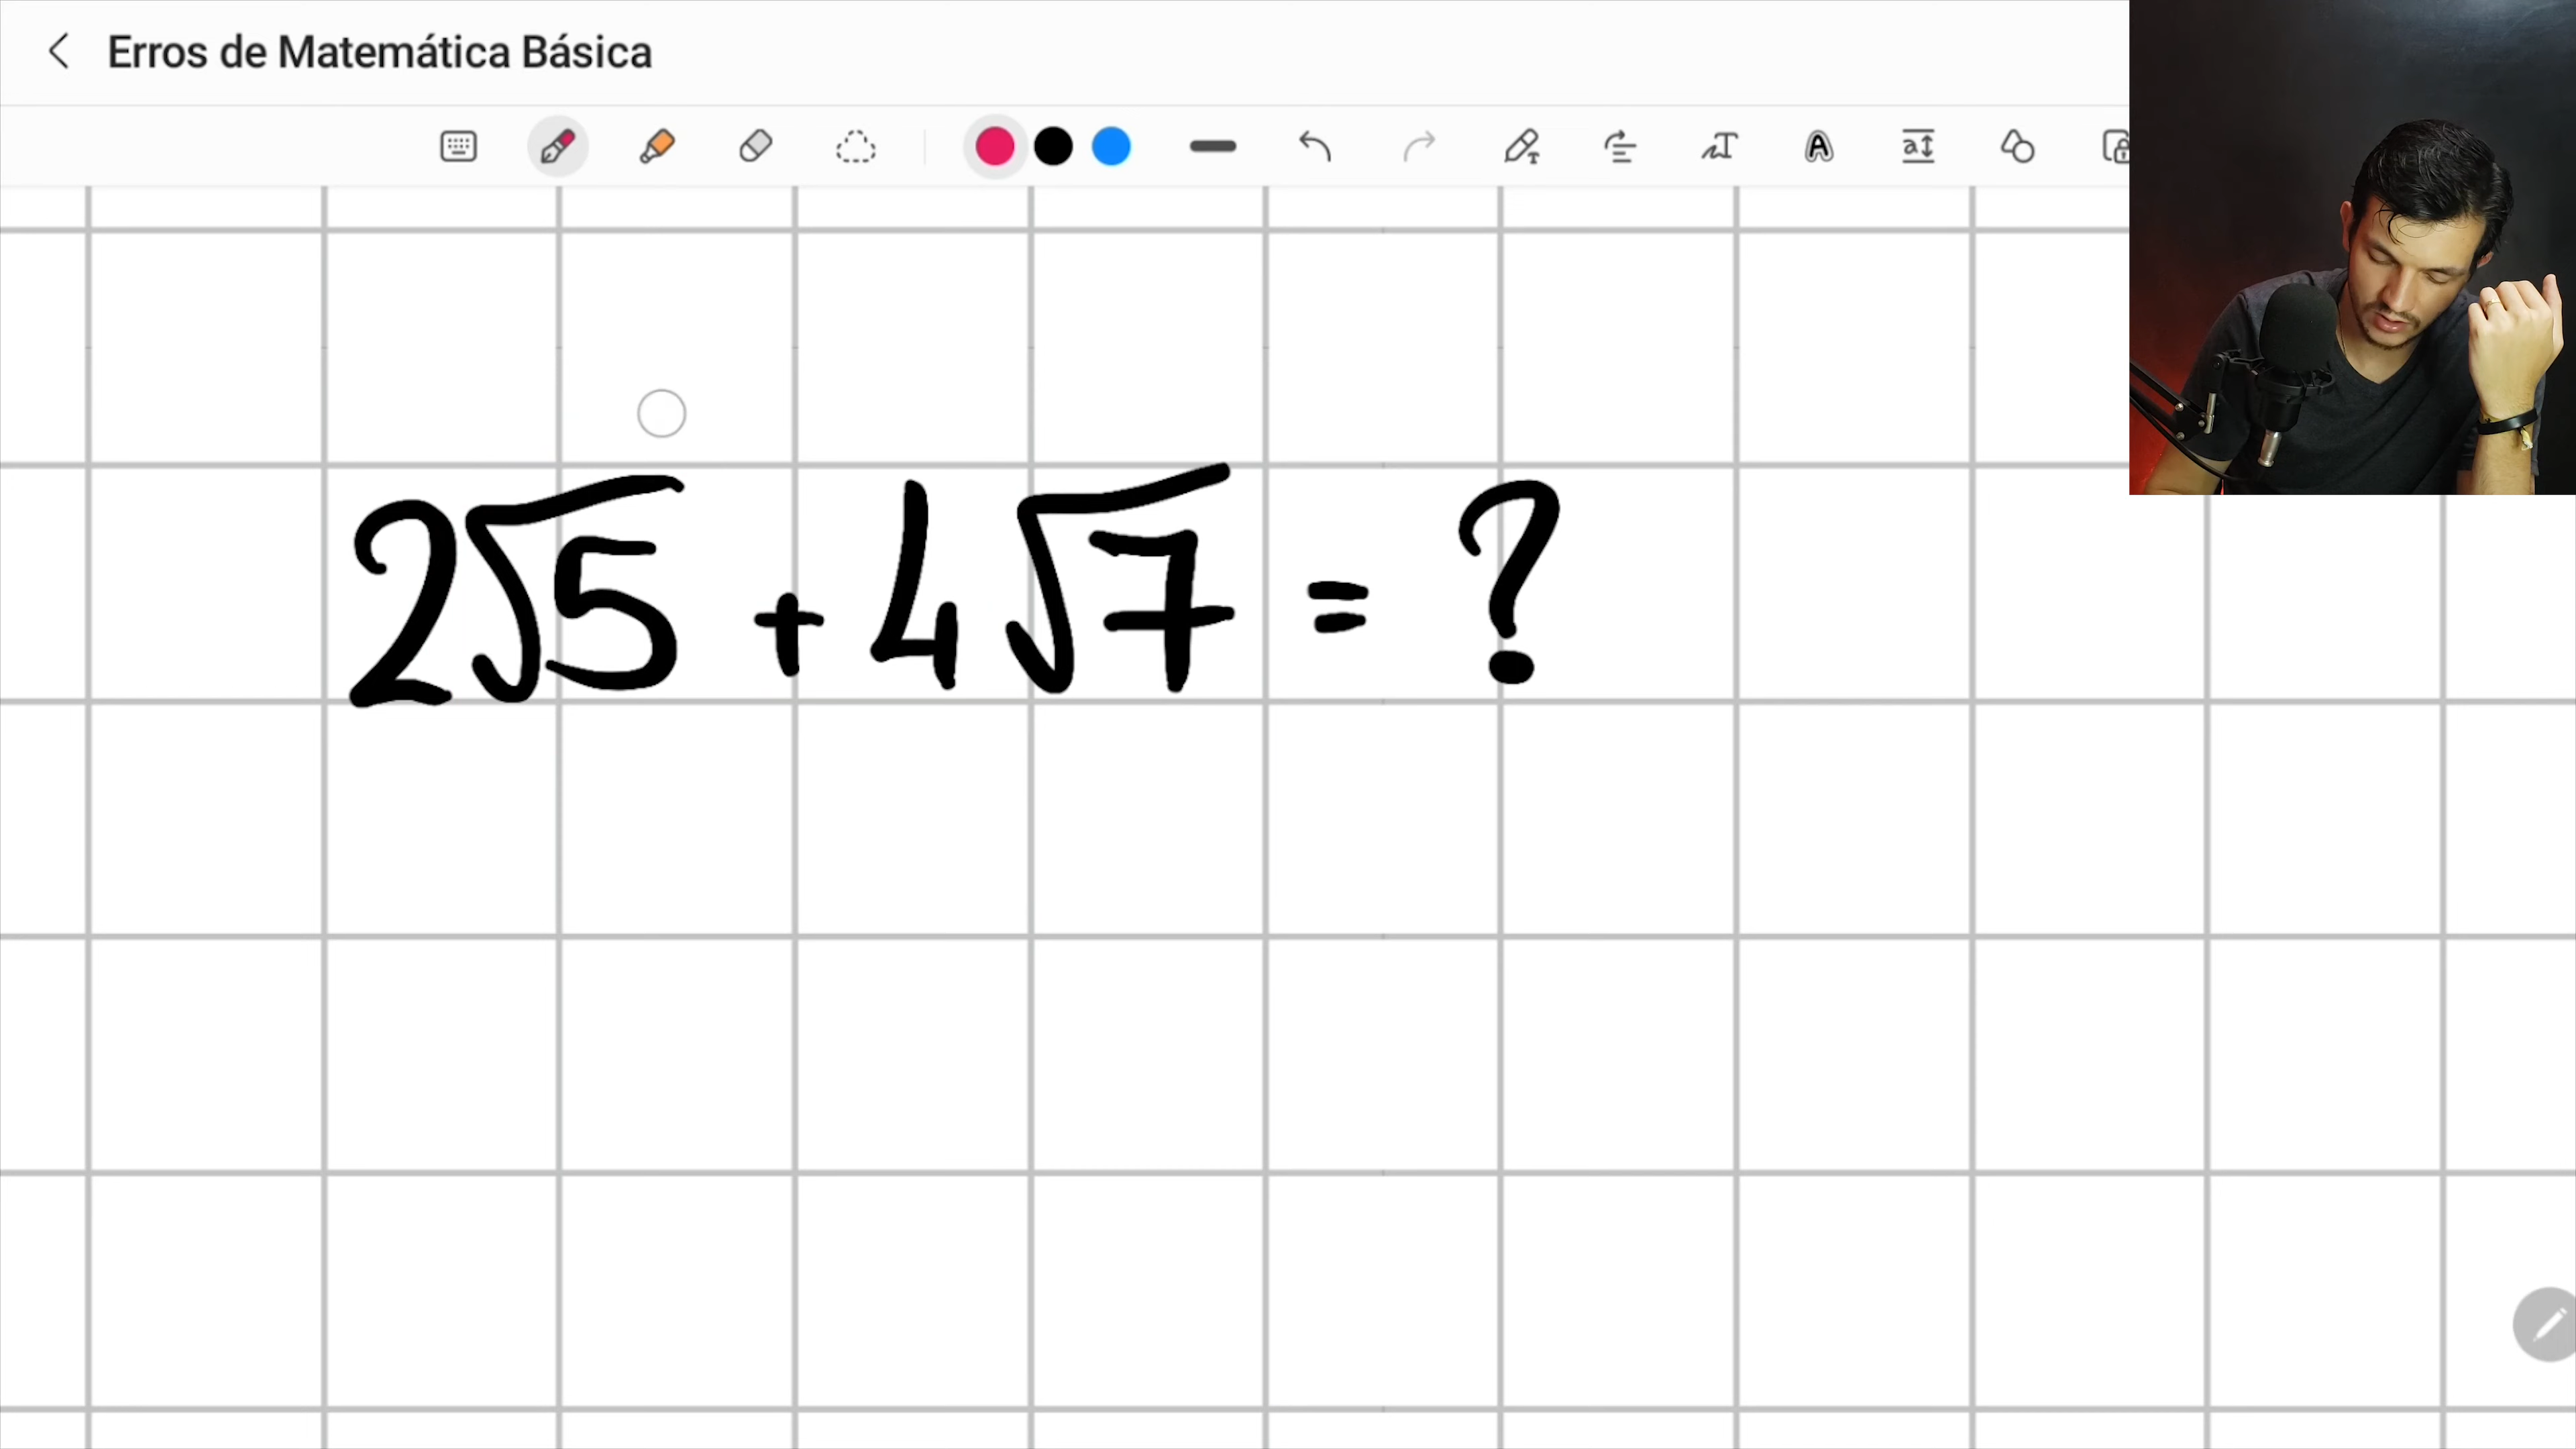 Erros de Matemática Básica
2√5 + 4√7 = ?